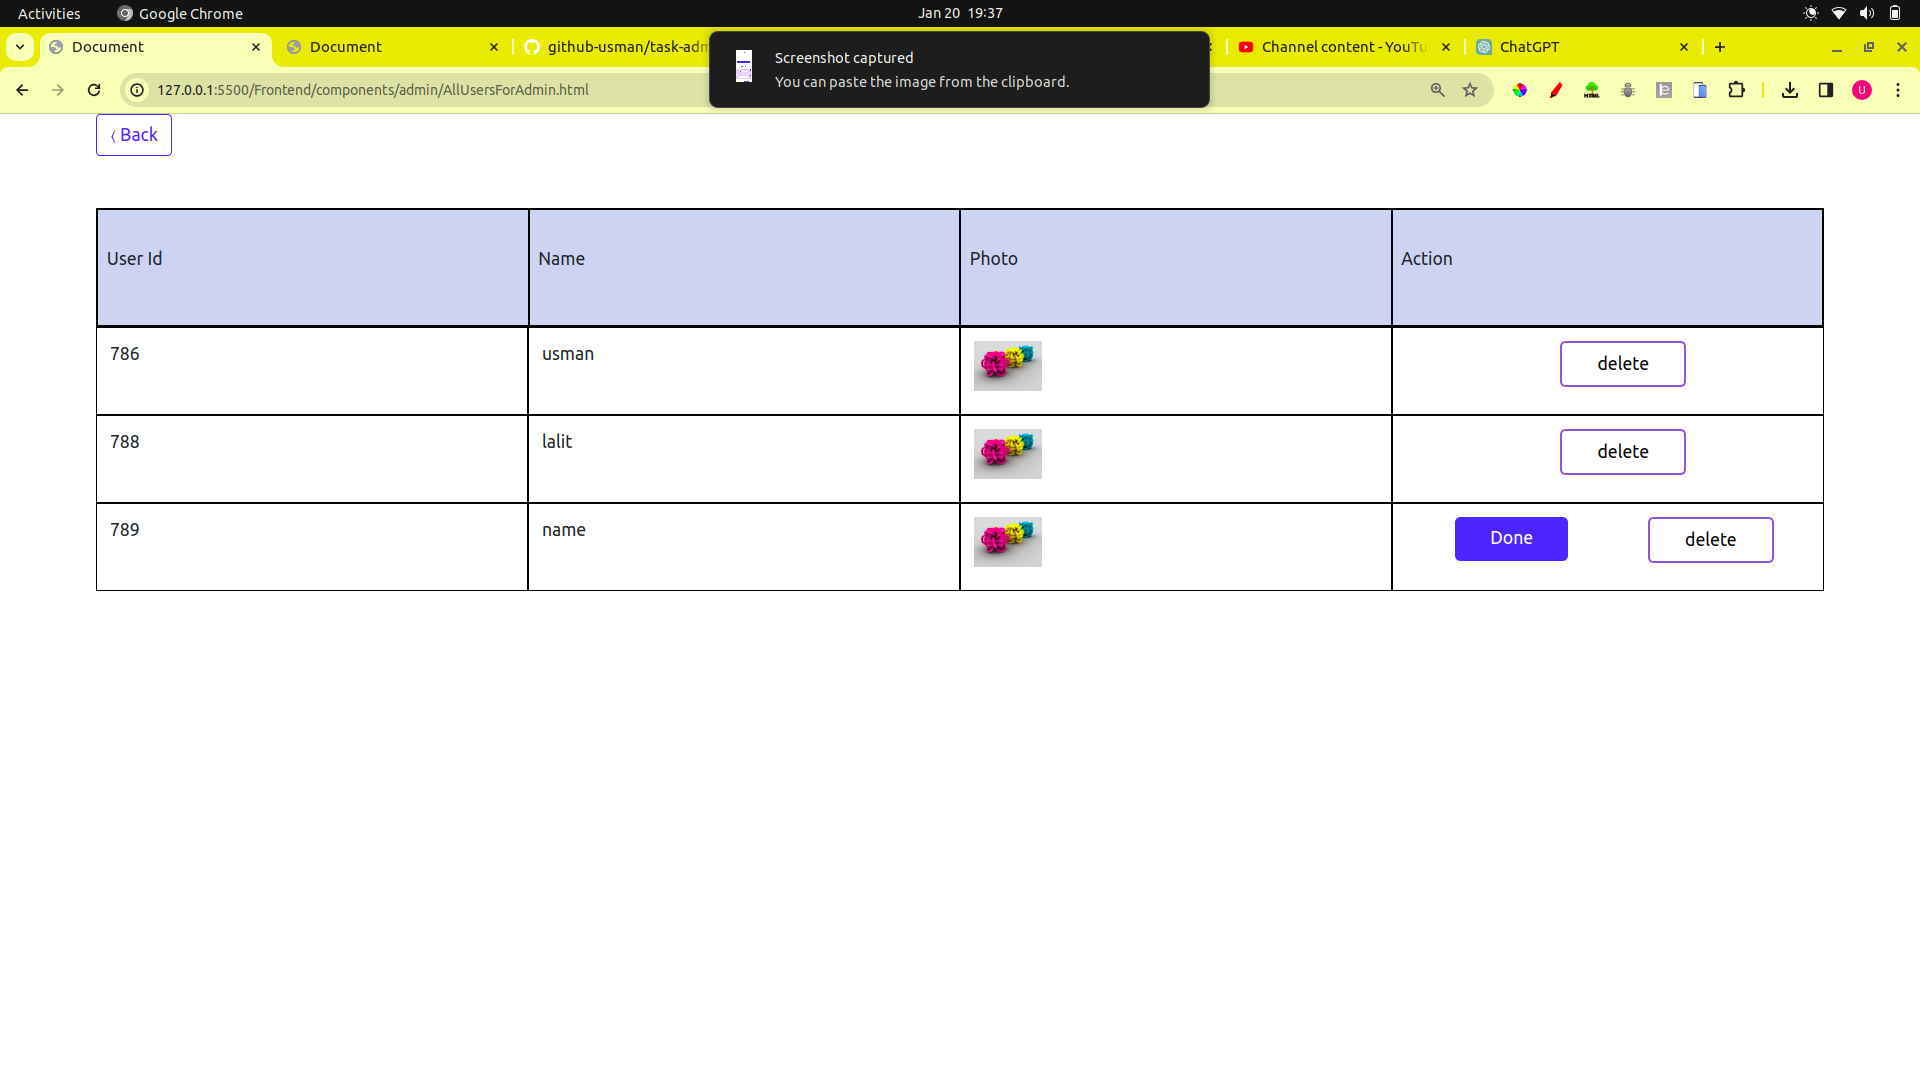 Activities Google Chrome Jan 20 19:37
Document Document github-usman/task-adm Channel content - YouTu ChatGPT
Screenshot captured
You can paste the image from the clipboard.
127.0.0.1:5500/Frontend/components/admin/AllUsersForAdmin.html U
Back
User Id Name Photo Action
786 usman delete
788 lalit delete
789 name Done delete